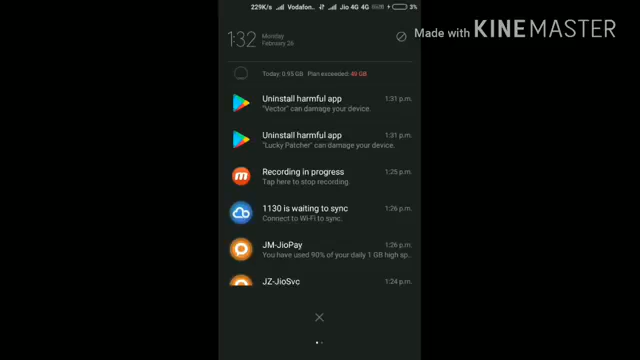 229K/s Vodafon.. Jio 4G 4G 3%
Made with KINEMASTER
1:32 Monday
February 26
Today: 0.95 GB Plan exceeded: 49 GB
Uninstall harmful app 1:31 p.m.
"Vector" can damage your device.
Uninstall harmful app 1:31 p.m.
"Lucky Patcher" can damage your device.
Recording in progress 1:25 p.m.
Tap here to stop recording.
1130 is waiting to sync 1:26 p.m.
Connect to Wi-Fi to sync.
JM-JioPay 1:26 p.m.
You have used 90% of your daily 1 GB high sp..
JZ-JioSvc 1:24 p.m.